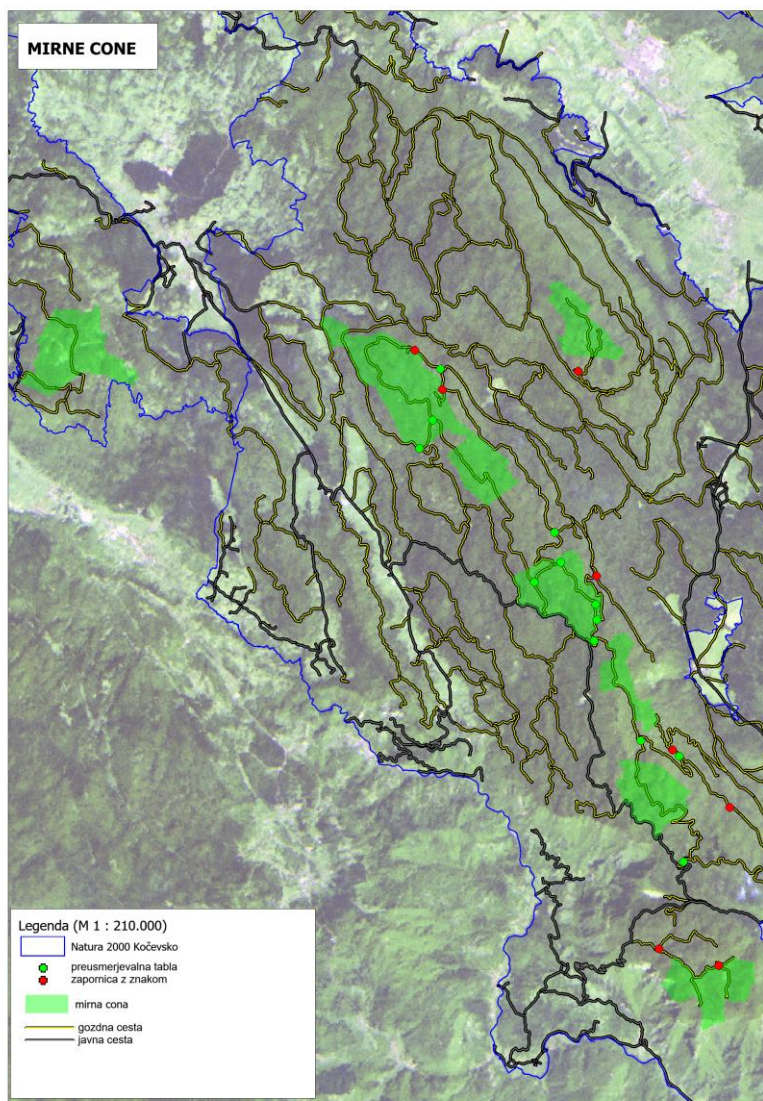 MIRNE CONE
Legenda (M 1 : 210.000)
Natura 2000 Kočevsko
preusmerjevalna tabla
zapornica z znakom
mirna cona
gozdna cesta
javna cesta